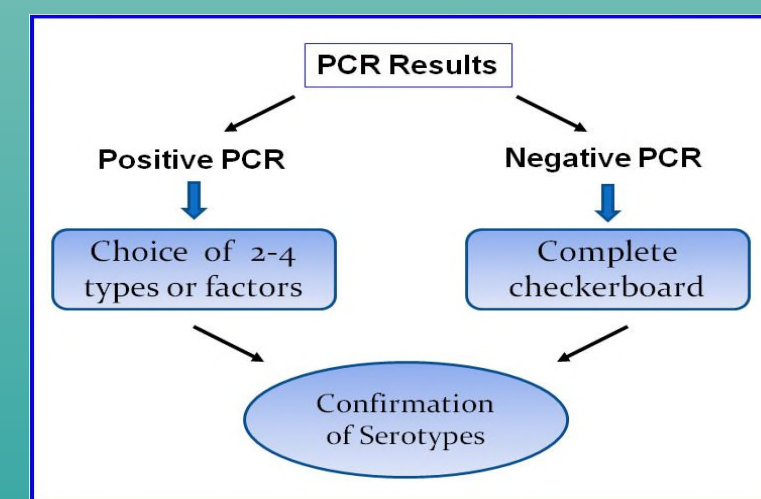 PCR Results
Positive PCR
Negative PCR
Choice of 2-4
types or factors
Complete
checkerboard
Confirmation
of Serotypes